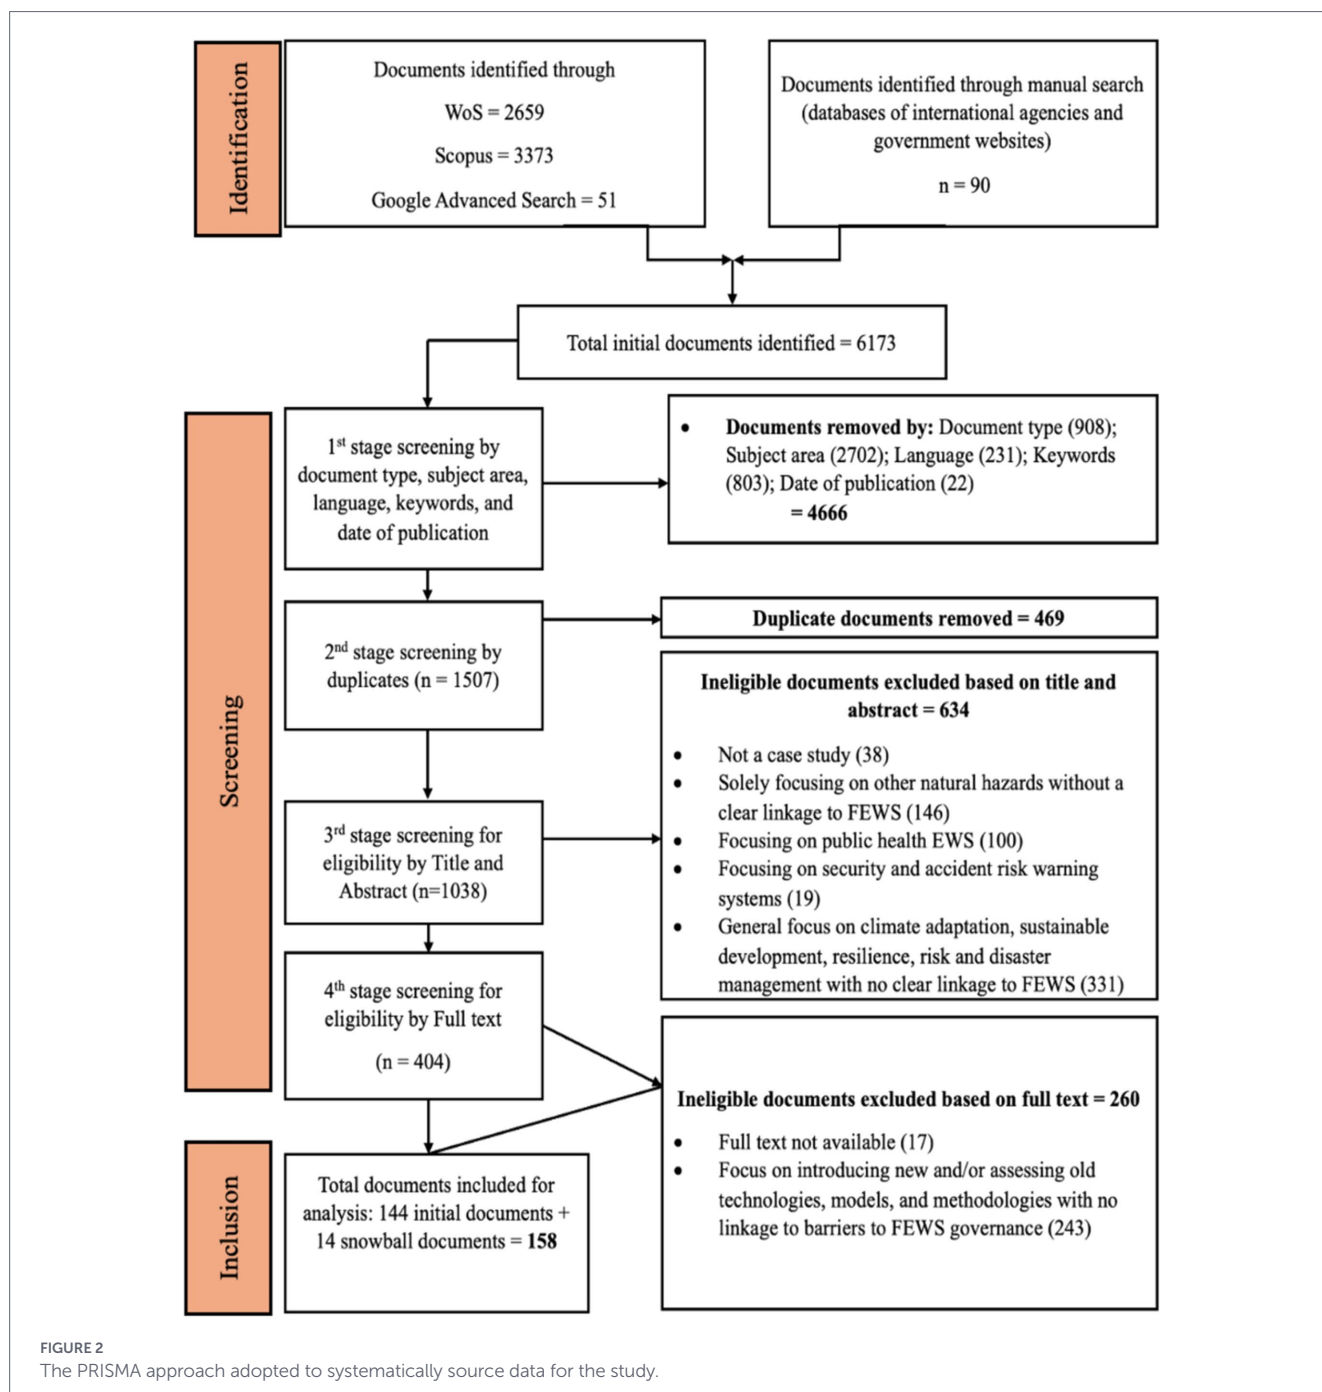 Identification
Documents identified through
WoS = 2659
Scopus = 3373
Google Advanced Search = 51
Documents identified through manual search
(databases of international agencies and
government websites)
n = 90
Total initial documents identified = 6173
Screening
1st stage screening by
document type, subject area,
language, keywords, and
date of publication
• Documents removed by: Document type (908);
Subject area (2702); Language (231); Keywords
(803); Date of publication (22)
= 4666
2nd stage screening by
duplicates (n = 1507)
Duplicate documents removed = 469
3rd stage screening for
eligibility by Title and
Abstract (n=1038)
Ineligible documents excluded based on title and
abstract = 634
• Not a case study (38)
• Solely focusing on other natural hazards without a
clear linkage to FEWS (146)
• Focusing on public health EWS (100)
• Focusing on security and accident risk warning
systems (19)
• General focus on climate adaptation, sustainable
development, resilience, risk and disaster
management with no clear linkage to FEWS (331)
4th stage screening for
eligibility by Full text
(n = 404)
Ineligible documents excluded based on full text = 260
• Full text not available (17)
• Focus on introducing new and/or assessing old
technologies, models, and methodologies with no
linkage to barriers to FEWS governance (243)
Inclusion
Total documents included for
analysis: 144 initial documents +
14 snowball documents = 158
FIGURE 2
The PRISMA approach adopted to systematically source data for the study.